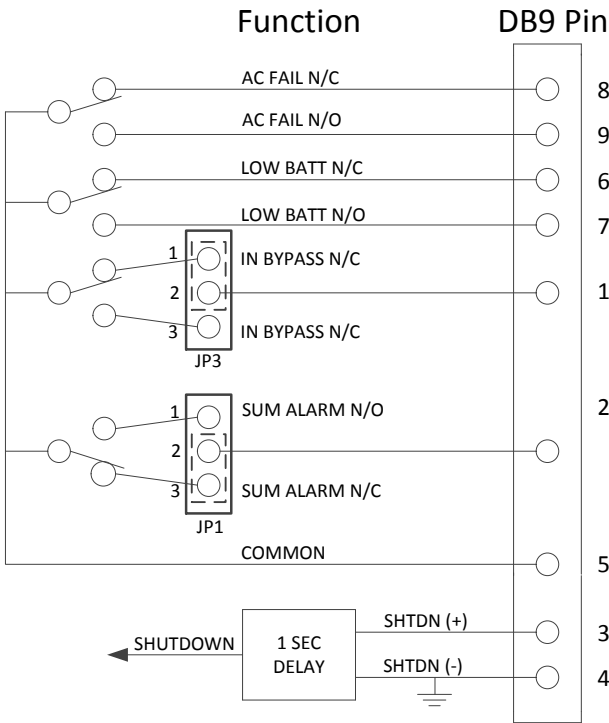 Function
DB9 Pin
AC FAIL N/C
8
AC FAIL N/O
9
LOW BATT N/C
6
LOW BATT N/O
7
1
IN BYPASS N/C
2
1
3
IN BYPASS N/C
JP3
1
SUM ALARM N/O
2
2
3
SUM ALARM N/C
JP1
COMMON
5
SHUTDOWN
1 SEC
DELAY
SHTDN (+)
3
SHTDN (-)
4